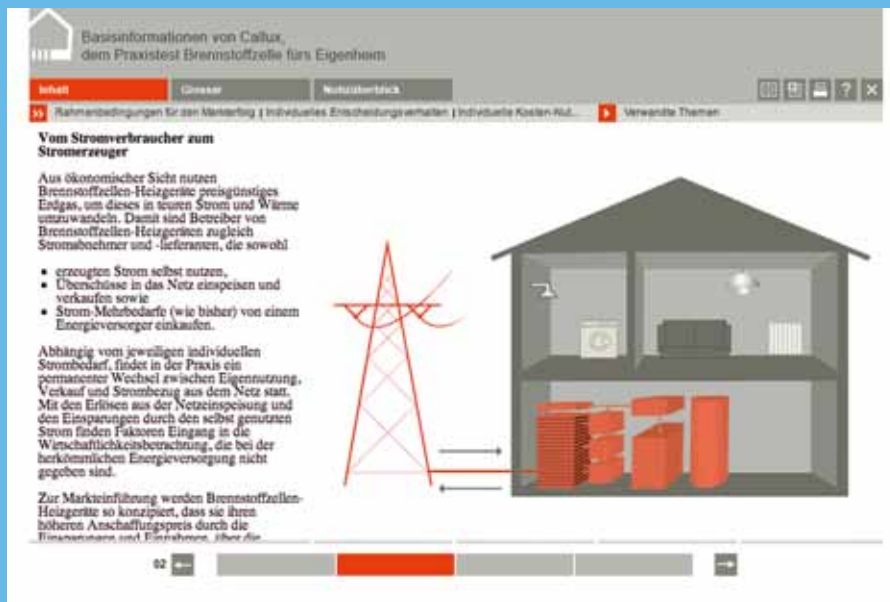 Basisinformationen von Callux,
dem Praxistest Brennstoffzelle fürs Eigenheim
Inhalt Glossar Notizüberblick
? ×
Rahmenbedingungen für den Markterfolg | Individuelles Entscheidungsverhalten | Individuelle Kosten-Nut... Verwandte Themen
Vom Stromverbraucher zum
Stromerzeuger
Aus ökonomischer Sicht nutzen
Brennstoffzellen-Heizgeräte preisgünstiges
Erdgas, um dieses in teuren Strom und Wärme
umzuwandeln. Damit sind Betreiber von
Brennstoffzellen-Heizgeräten zugleich
Stromabnehmer und -lieferanten, die sowohl
• erzeugten Strom selbst nutzen,
• Überschüsse in das Netz einspeisen und
verkaufen sowie
• Strom-Mehrbedarfe (wie bisher) von einem
Energieversorger einkaufen.
Abhängig vom jeweiligen individuellen
Strombedarf, findet in der Praxis ein
permanenter Wechsel zwischen Eigennutzung,
Verkauf und Strombezug aus dem Netz statt.
Mit den Erlösen aus der Netzeinspeisung und
den Einsparungen durch den selbst genutzten
Strom finden Faktoren Eingang in die
Wirtschaftlichkeitsbetrachtung, die bei der
herkömmlichen Energieversorgung nicht
gegeben sind.
Zur Markteinführung werden Brennstoffzellen-
Heizgeräte so konzipiert, dass sie ihren
höheren Anschaffungspreis durch die
Einsparungen und Einnahmen, über die
02